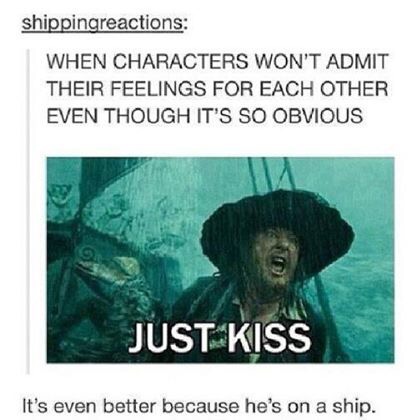 shippingreactions:
WHEN CHARACTERS WON'T ADMIT
THEIR FEELINGS FOR EACH OTHER
EVEN THOUGH IT'S SO OBVIOUS
JUST KISS
It's even better because he's on a ship.